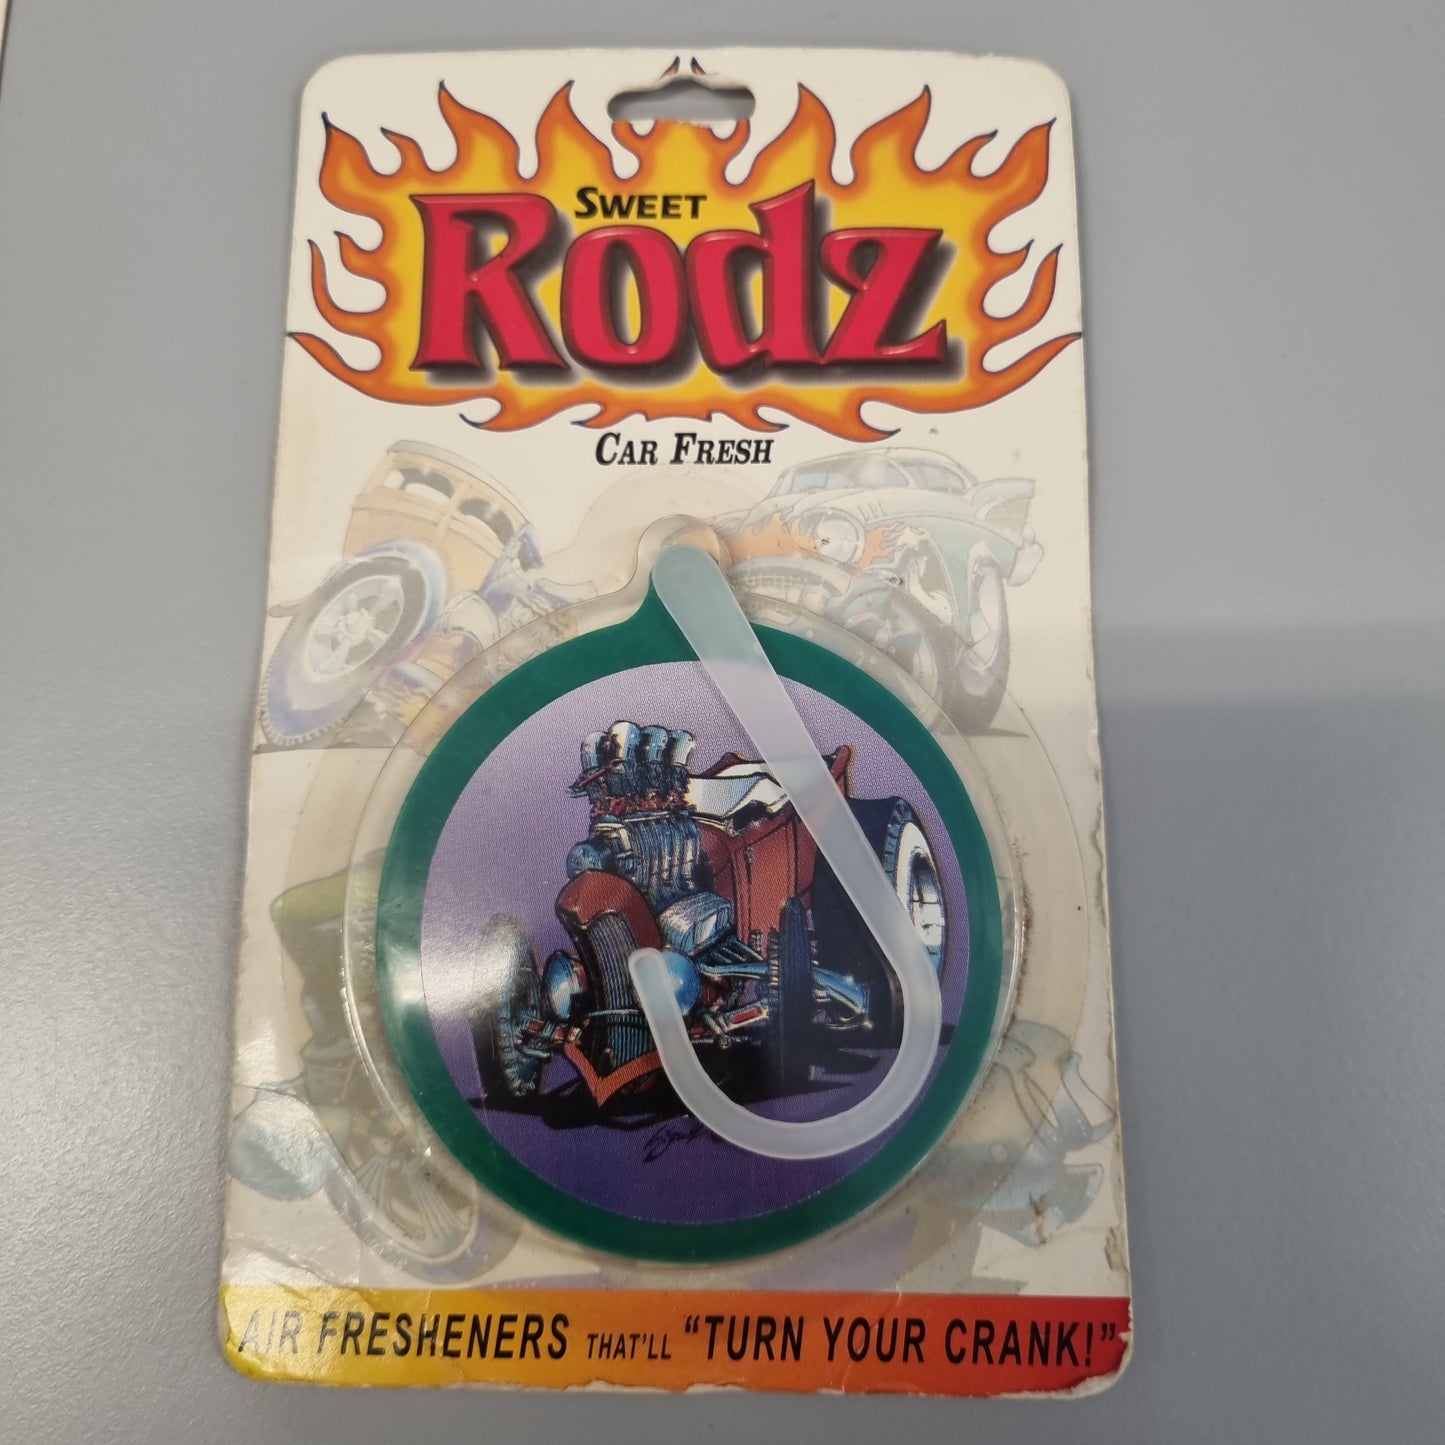 SWEET
Rodz
CAR FRESH
AIR FRESHENERS THAT'LL "TURN YOUR CRANK!"